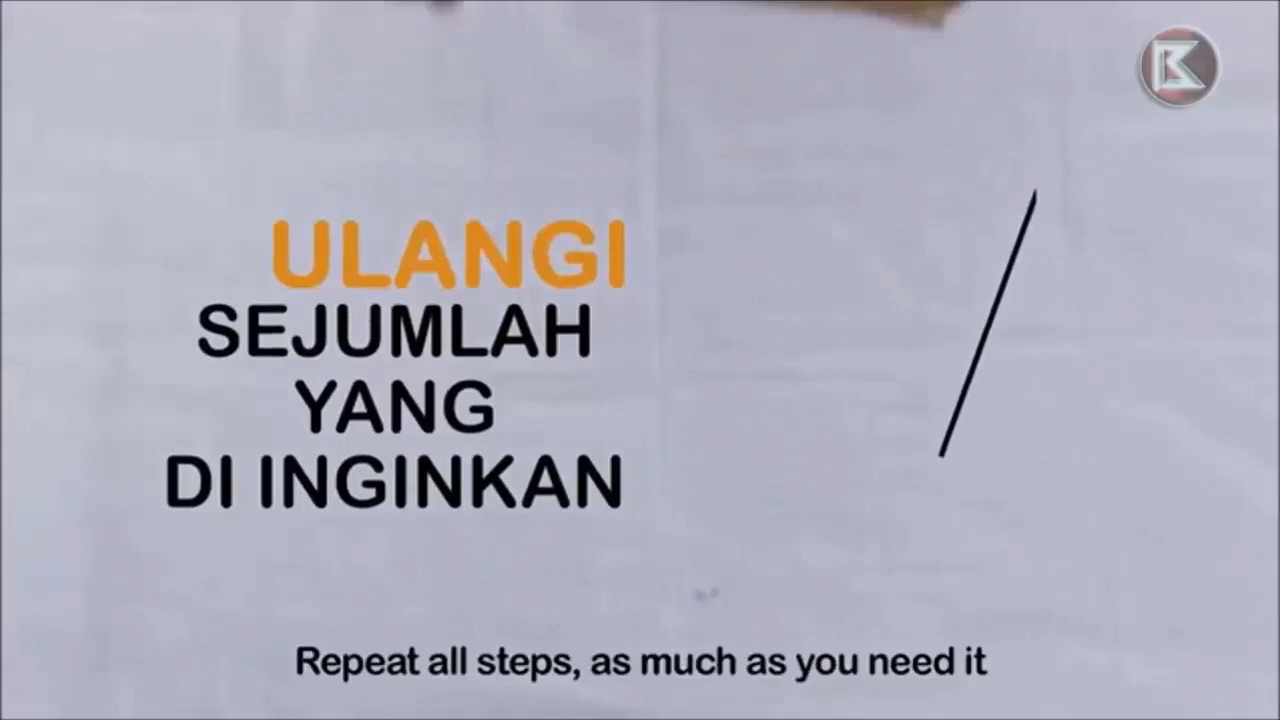 ULANGI
SEJUMLAH
YANG
DI INGINKAN
Repeat all steps, as much as you need it